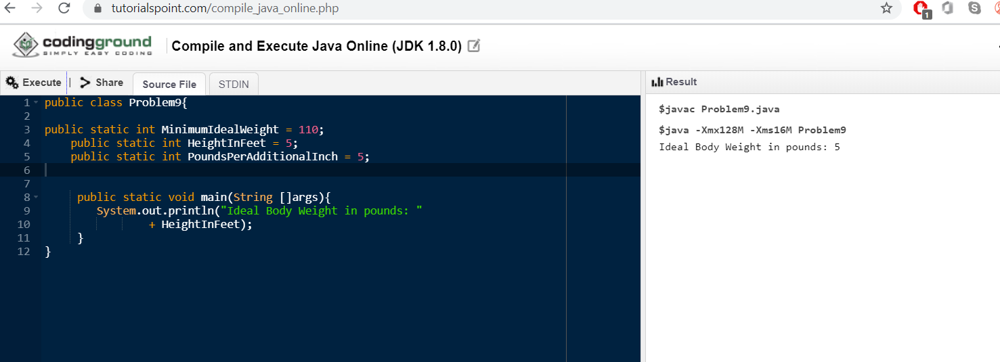 tutorialspoint.com/compile_java_online.php
1
codingground
SIMPLY EASY CODING
Compile and Execute Java Online (JDK 1.8.0)
Execute | Share Source File STDIN
Result
1 public class Problem9{
2
3 public static int MinimumIdealWeight = 110;
4 public static int HeightInFeet = 5;
5 public static int PoundsPerAdditionalInch = 5;
6
7
8 public static void main(String []args){
9 System.out.println("Ideal Body Weight in pounds: "
10 + HeightInFeet);
11 }
12 }
$javac Problem9.java
$java -Xmx128M -Xms16M Problem9
Ideal Body Weight in pounds: 5